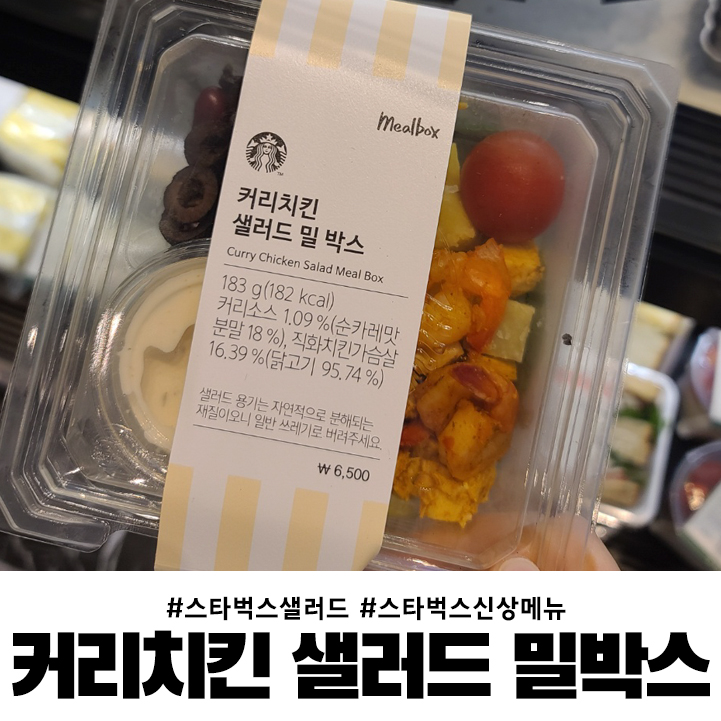 Mealbox
커리치킨
샐러드 밀 박스
Curry Chicken Salad Meal Box
183 g(182 kcal)
커리소스 1.09 %(순카레맛
분말 18 %), 직화치킨가슴살
16.39 %(닭고기 95.74 %)
샐러드 용기는 자연적으로 분해되는
재질이오니 일반 쓰레기로 버려주세요
₩ 6,500
#스타벅스샐러드 #스타벅스신상메뉴
커리치킨 샐러드 밀박스